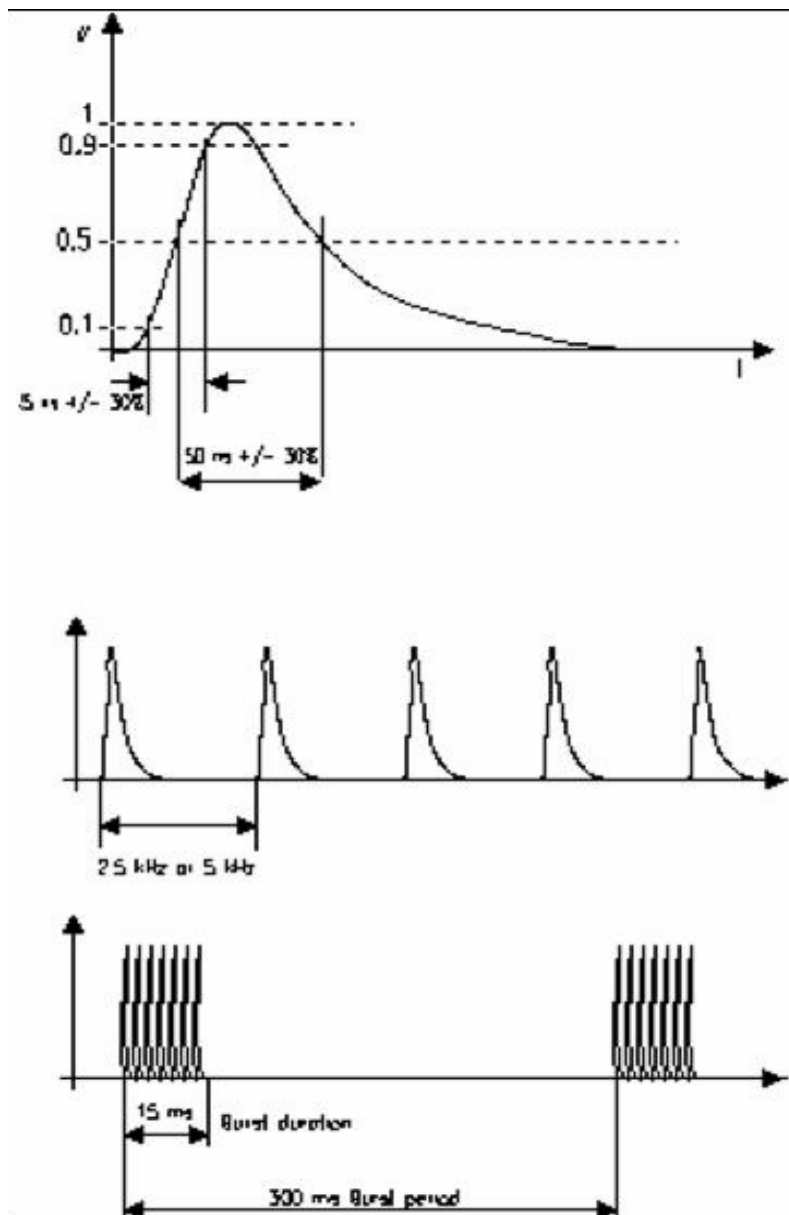 V
1
0.9
0.5
0.1
t
5 ns +/- 30%
50 ns +/- 30%
2.5 kHz or 5 kHz
15 ms
Burst duration
300 ms Burst period